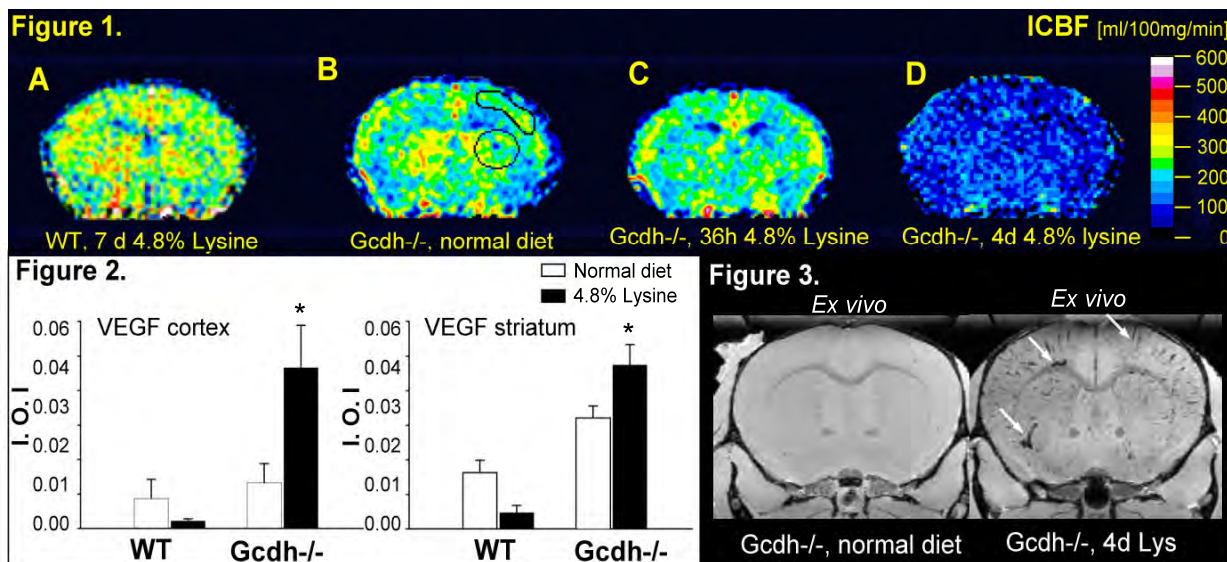 Figure 1.
ICBF [ml/100mg/min]
A
B
C
D
600
500
400
300
200
100
0
WT, 7 d 4.8% Lysine
Gcdh-/-, normal diet
Gcdh-/-, 36h 4.8% lysine
Gcdh-/-, 4d 4.8% lysine
Figure 2.
Normal diet
4.8% Lysine
VEGF cortex
*
I. O. I
0.06
0.05
0.04
0.03
0.02
0.01
0.00
WT
Gcdh-/-
VEGF striatum
*
I. O. I
0.06
0.05
0.04
0.03
0.02
0.01
0.00
WT
Gcdh-/-
Figure 3.
Ex vivo
Ex vivo
Gcdh-/-, normal diet
Gcdh-/-, 4d Lys